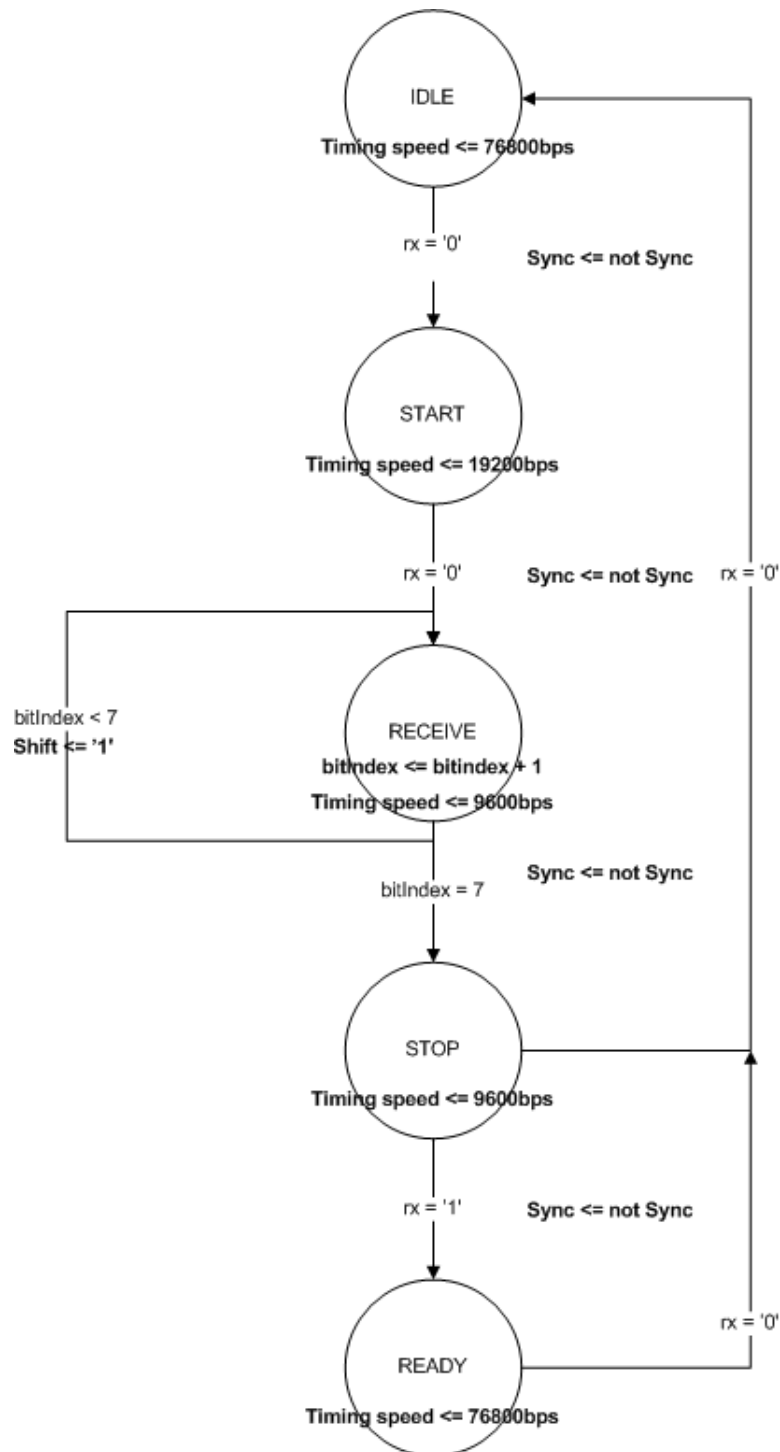 IDLE
Timing speed <= 76800bps
rx = '0'
Sync <= not Sync
START
Timing speed <= 19200bps
rx = '0'
Sync <= not Sync
rx = '0'
bitIndex < 7
Shift <= '1'
RECEIVE
bitIndex <= bitindex + 1
Timing speed <= 9600bps
Sync <= not Sync
bitIndex = 7
STOP
Timing speed <= 9600bps
rx = '1'
Sync <= not Sync
rx = '0'
READY
Timing speed <= 76800bps